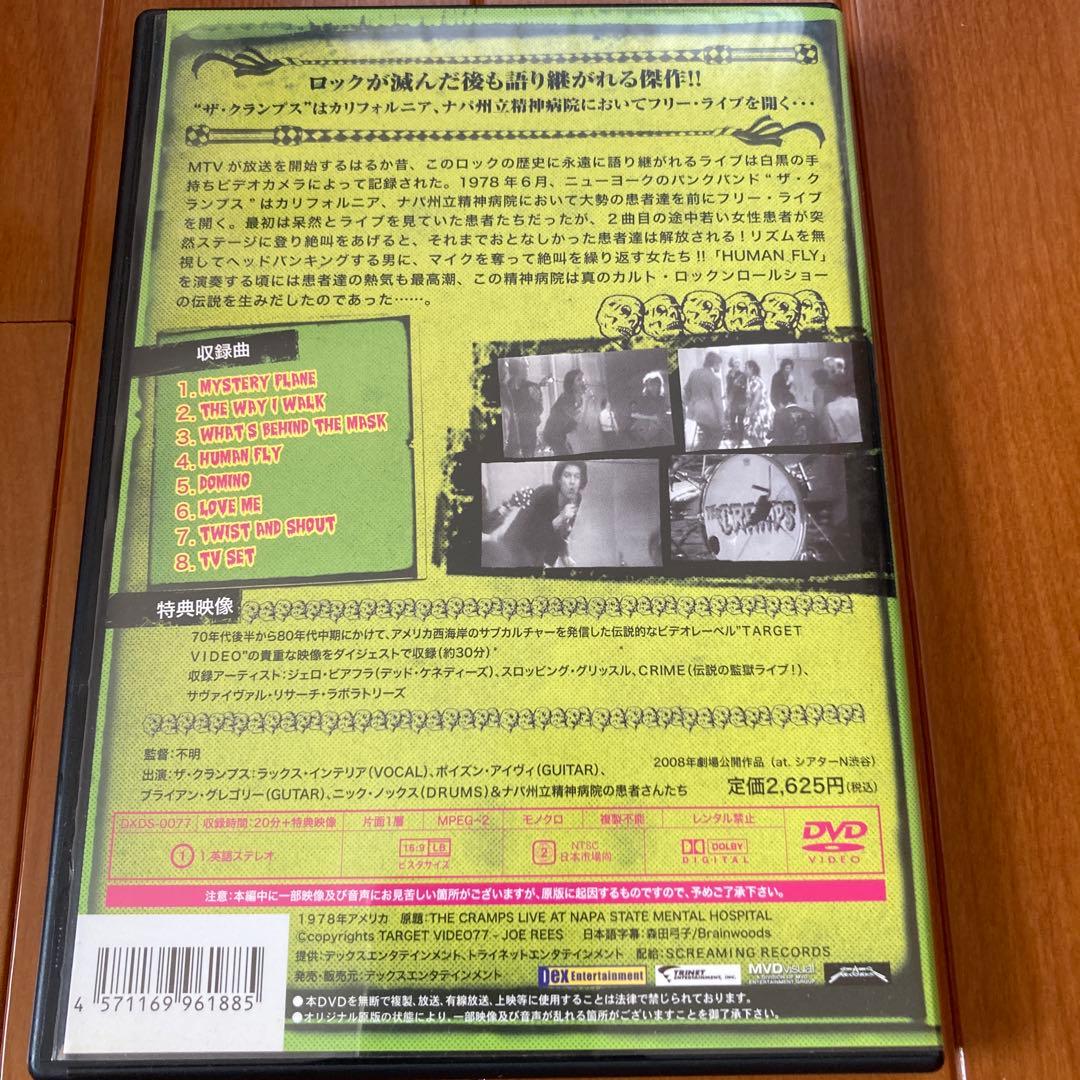 ロックが滅んだ後も語り継がれる傑作!!
“ザ・クランプス”はカリフォルニア、ナパ州立精神病院においてフリー・ライブを開く・・・
MTVが放送を開始するはるか昔、このロックの歴史に永遠に語り継がれるライブは白黒の手
持ちビデオカメラによって記録された。1978年6月、ニューヨークのパンクバンド“ザ・ク
ランプス”はカリフォルニア、ナパ州立精神病院において大勢の患者達を前にフリー・ライブ
を開く。最初は呆然とライブを見ていた患者たちだったが、2曲目の途中若い女性患者が突
然ステージに登り絶叫をあげると、それまでおとなしかった患者達は解放される!リズムを無
視してヘッドバンキングする男に、マイクを奪って絶叫を繰り返す女たち!!「HUMAN FLY」
を演奏する頃には患者達の熱気も最高潮、この精神病院は真のカルト・ロックンロールショー
の伝説を生みだしたのであった……。
収録曲
1. MYSTERY PLANE
2. THE WAY I WALK
3. WHAT'S BEHIND THE MASK
4. HUMAN FLY
5. DOMINO
6. LOVE ME
7. TWIST AND SHOUT
8. TV SET
CRAMPS
特典映像
70年代後半から80年代中期にかけて、アメリカ西海岸のサブカルチャーを発信した伝説的なビデオレーベル"TARGET
VIDEO"の貴重な映像をダイジェストで収録(約30分)*
収録アーティスト:ジェロ・ビアフラ(デッド・ケネディーズ)、スロッビング・グリッスル、CRIME(伝説の監獄ライブ!)、
サヴァイヴァル・リサーチ・ラボラトリーズ
監督:不明
出演:ザ・クランプス:ラックス・インテリア(VOCAL)、ポイズン・アイヴィ(GUITAR)、
ブライアン・グレゴリー(GUTAR)、ニック・ノックス(DRUMS)&ナパ州立精神病院の患者さんたち
2008年劇場公開作品(at. シアターN渋谷)
定価2,625円(税込)
DXDS-0077 収録時間:20分+特典映像 片面1層 MPEG-2 モノクロ 複製不能 レンタル禁止
1 1.英語ステレオ 16:9 LB ビスタサイズ 2 NTSC 日本市場向 DOLBY DIGITAL DVD VIDEO
注意:本編中に一部映像及び音声にお見苦しい箇所がございますが、原版に起因するものですので、予めご了承下さい。
1978年アメリカ 原題:THE CRAMPS LIVE AT NAPA STATE MENTAL HOSPITAL
©copyrights TARGET VIDEO77 - JOE REES 日本語字幕:森田弓子/Brainwoods
提供:デックスエンタテインメント、トライネットエンタテインメント 配給:SCREAMING RECORDS
発売・販売元:デックスエンタテインメント
Dex Entertainment TRINET ENTERTAINMENT, INC. MVDvisual A DIVISION OF MVD ENTERTAINMENT GROUP
●本DVDを無断で複製、放送、有線放送、上映等に使用することは法律で禁じられております。
●オリジナル原版の状態により、一部映像及び音声が乱れる箇所がございますことを御了承下さい。
4 571169 961885